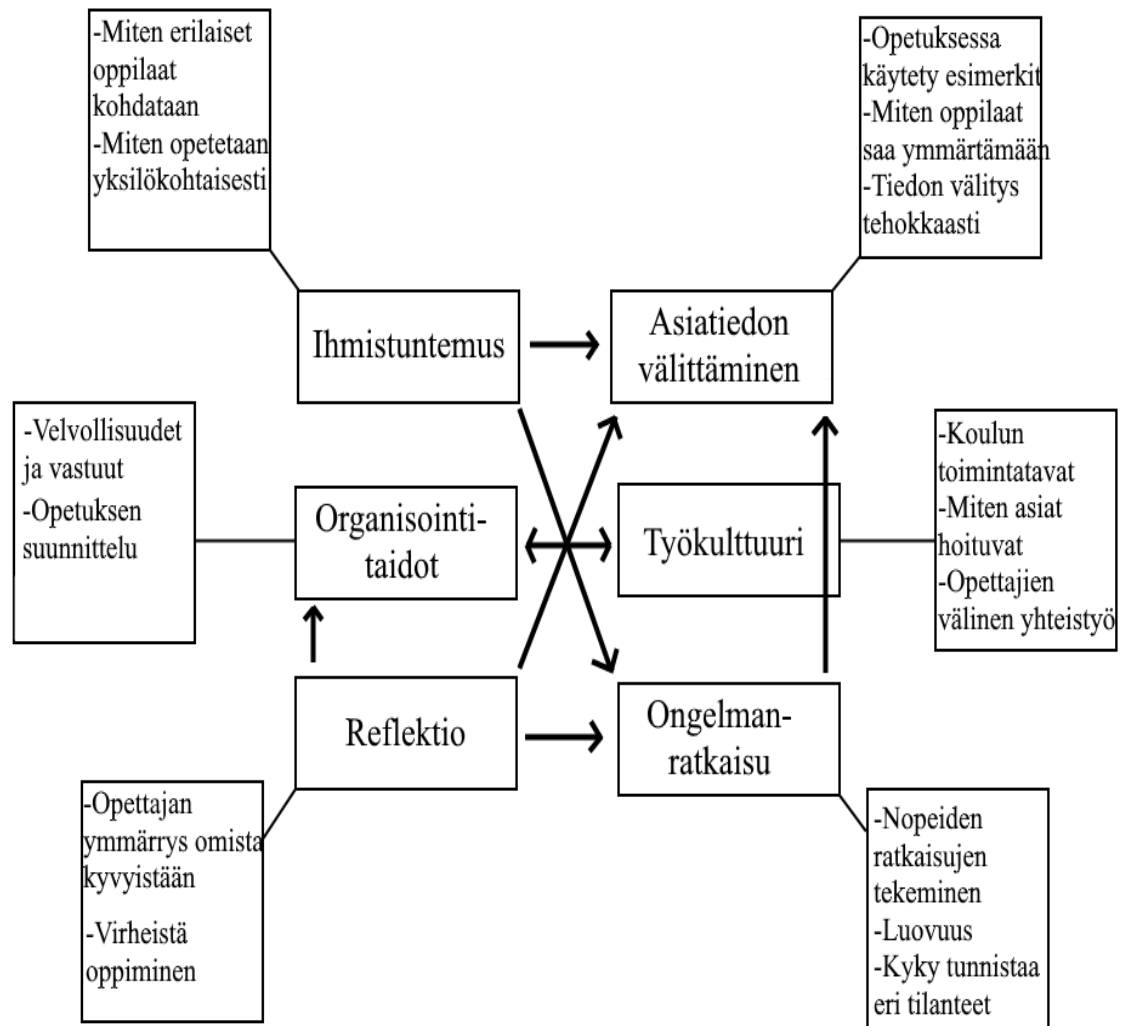 -Miten erilaiset
oppilaat
kohdataan
-Miten opetetaan
yksilökohtaisesti
-Opetuksessa
käytety esimerkit
-Miten oppilaat
saa ymmärtämään
-Tiedon välitys
tehokkaasti
Ihmistuntemus
Asiatiedon
välittäminen
-Velvollisuudet
ja vastuut
-Opetuksen
suunnittelu
Organisointi-
taidot
Työkulttuuri
-Koulun
toimintatavat
-Miten asiat
hoituvat
-Opettajien
välinen yhteistyö
Reflektio
Ongelman-
ratkaisu
-Opettajan
ymmärrys omista
kyvyistään
-Virheistä
oppiminen
-Nopeiden
ratkaisujen
tekeminen
-Luovuus
-Kyky tunnistaa
eri tilanteet